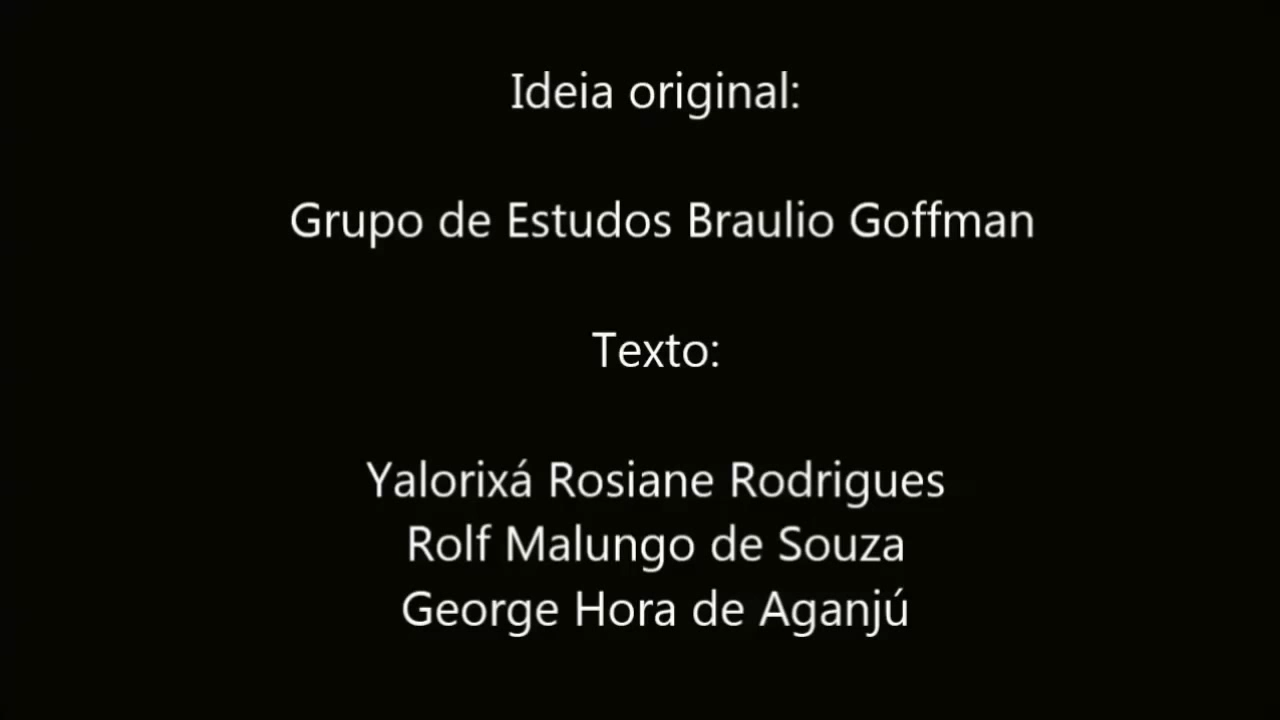 Ideia original:
Grupo de Estudos Braulio Goffman
Texto:
Yalorixá Rosiane Rodrigues
Rolf Malungo de Souza
George Hora de Aganjú